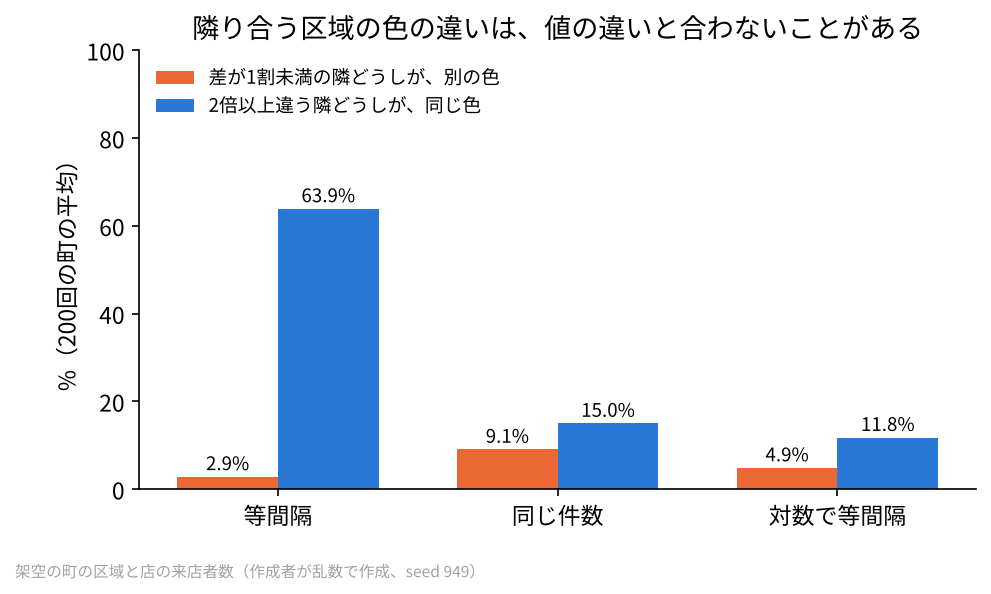 隣り合う区域の色の違いは、値の違いと合わないことがある
差が1割未満の隣どうしが、別の色
2倍以上違う隣どうしが、同じ色
%（200回の町の平均）
100
80
60
40
20
0
2.9%
63.9%
9.1%
15.0%
4.9%
11.8%
等間隔
同じ件数
対数で等間隔
架空の町の区域と店の来店者数（作成者が乱数で作成、seed 949）